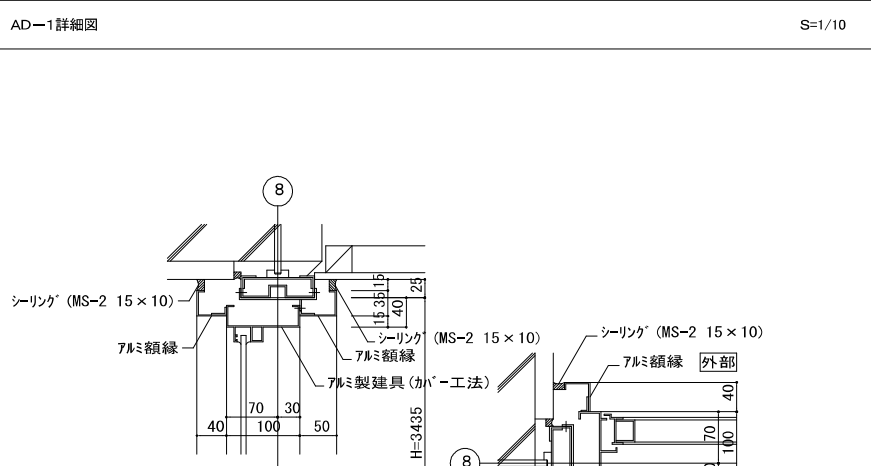 ADー1詳細図
S=1/10
8
シーリング(MS-2 15×10)
15
25
15 35
40
シーリング(MS-2 15×10)
アルミ額縁
アルミ額縁
アルミ製建具(カバー工法)
70 30
40 100 50
H=3435
シーリング(MS-2 15×10)
アルミ額縁 外部
40
70
100
8